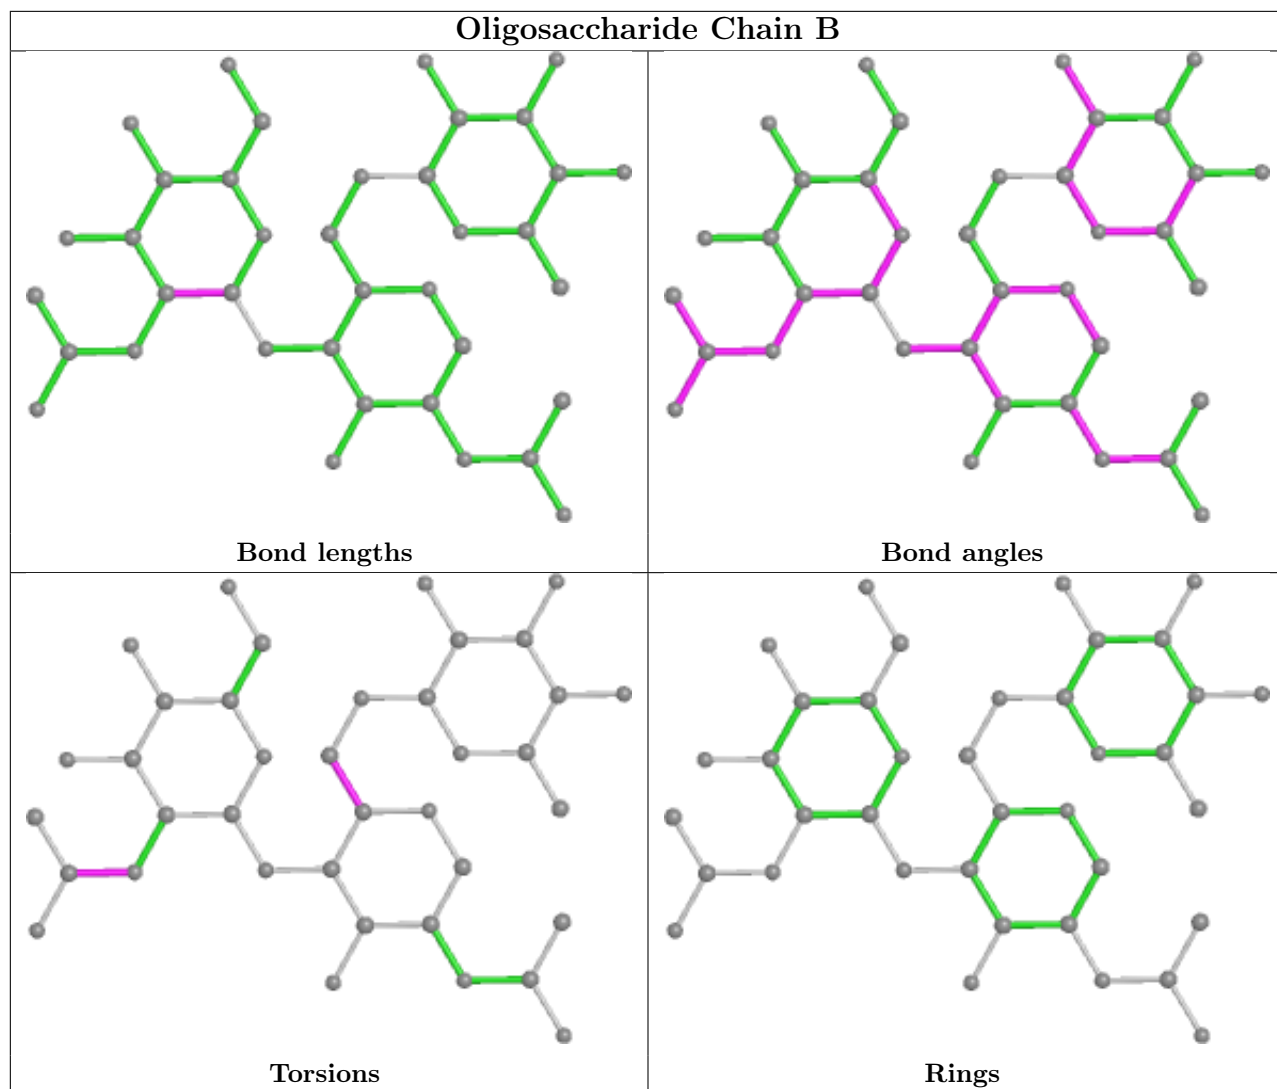 Oligosaccharide Chain B
Bond lengths
Bond angles
Torsions
Rings